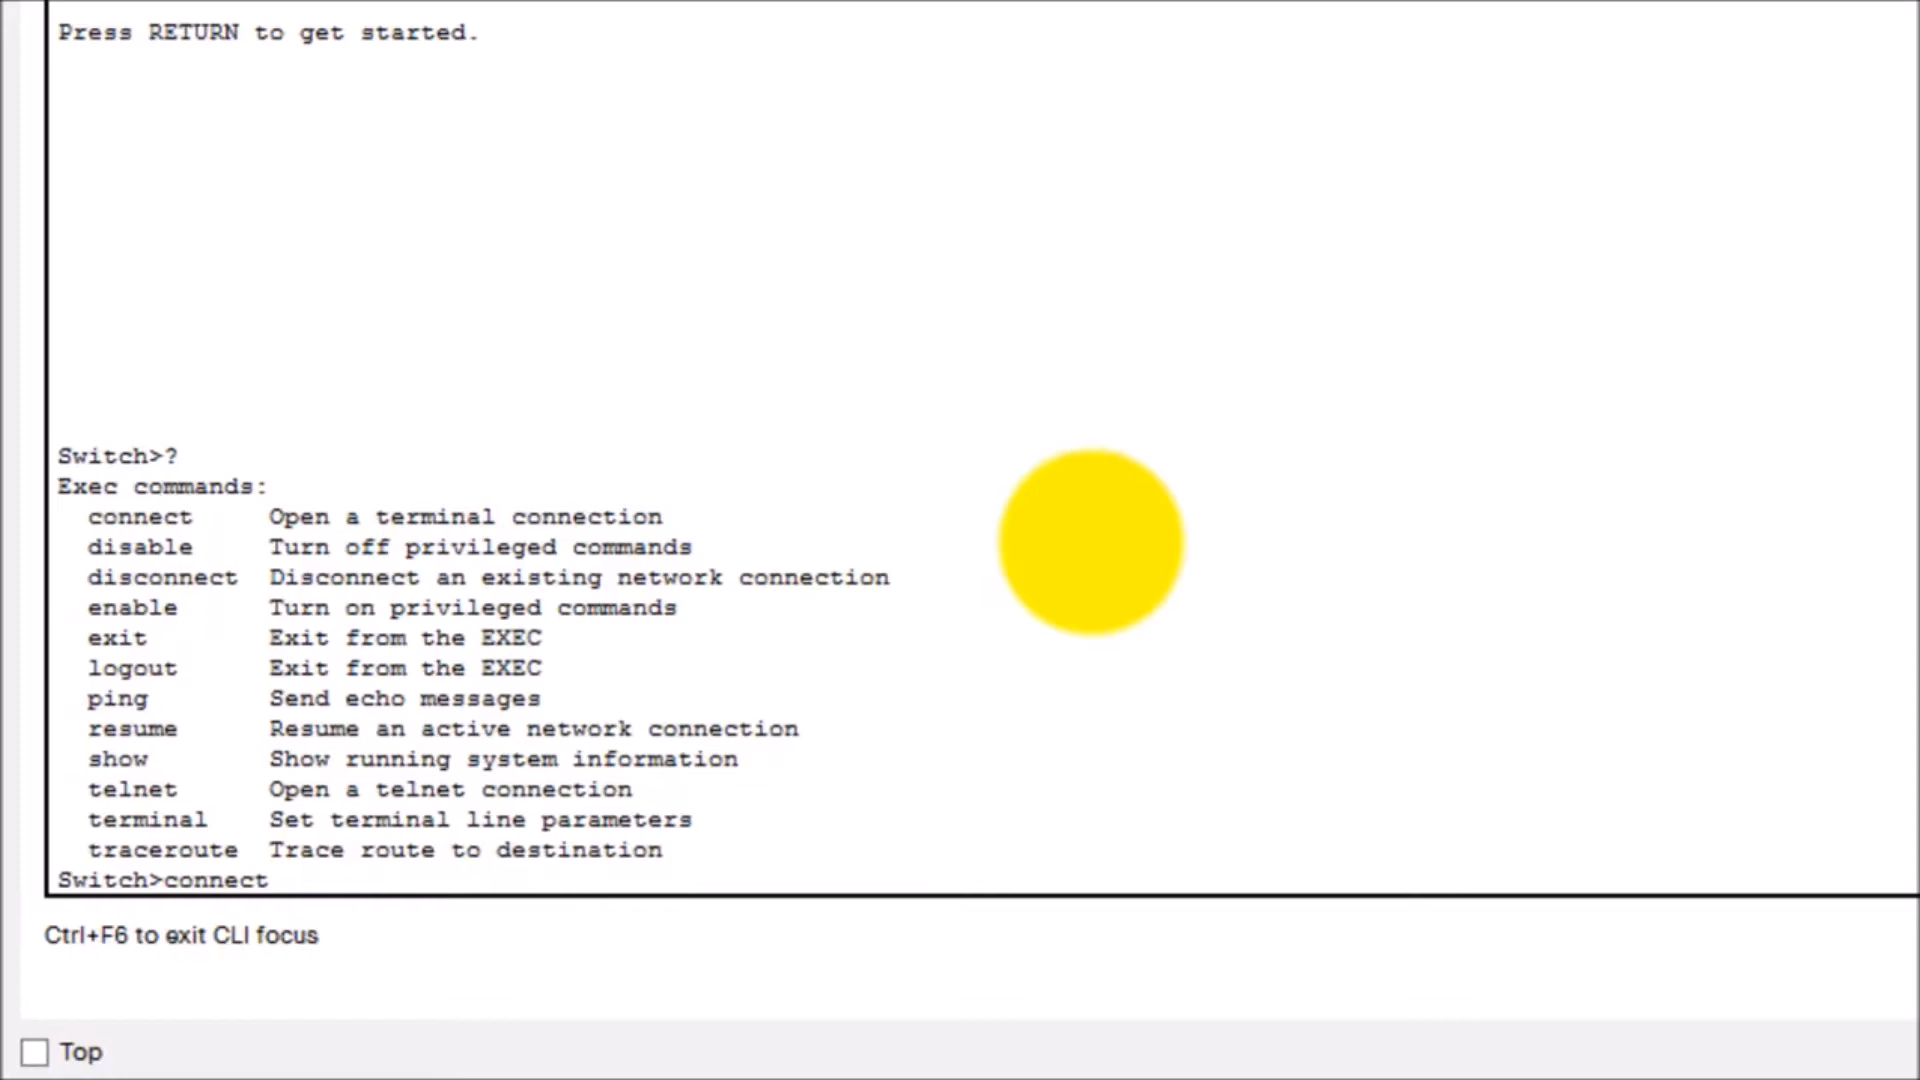 Press RETURN to get started.
Switch>?
Exec commands:
connect Open a terminal connection
disable Turn off privileged commands
disconnect Disconnect an existing network connection
enable Turn on privileged commands
exit Exit from the EXEC
logout Exit from the EXEC
ping Send echo messages
resume Resume an active network connection
show Show running system information
telnet Open a telnet connection
terminal Set terminal line parameters
traceroute Trace route to destination
Switch>connect
Ctrl+F6 to exit CLI focus
Top